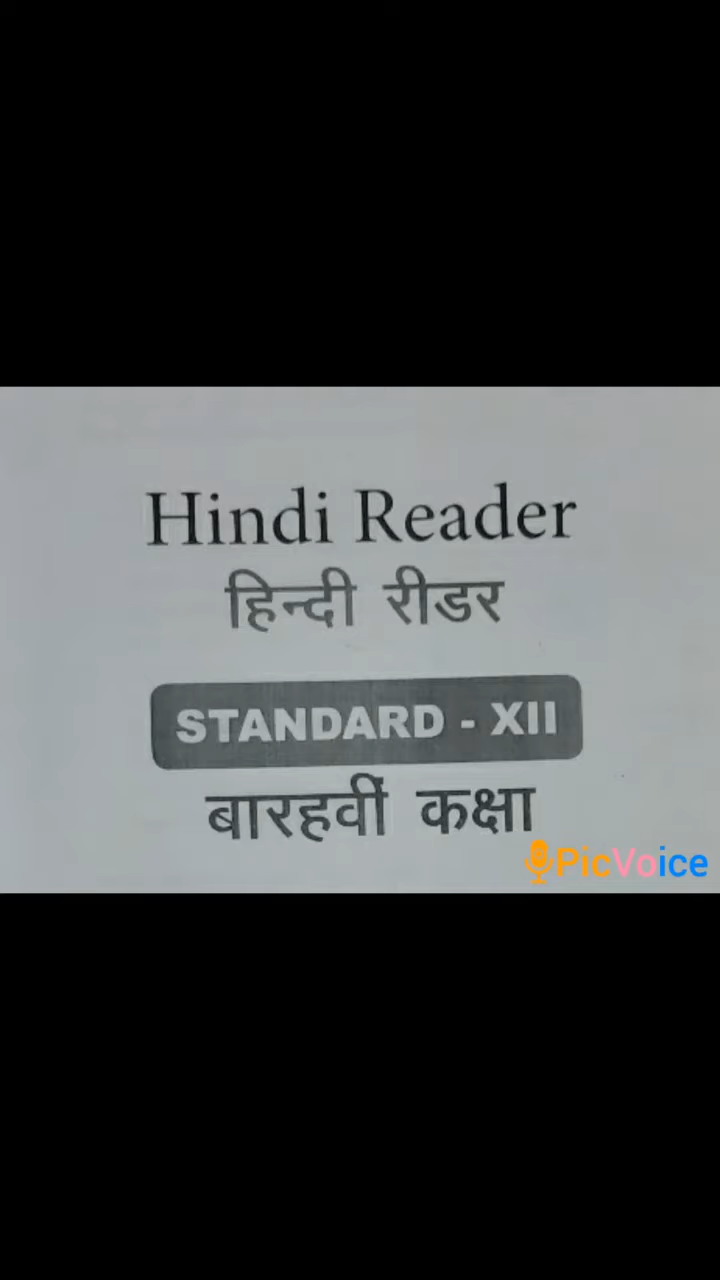 Hindi Reader
हिन्दी रीडर
STANDARD - XII
बारहवीं कक्षा
PicVoice